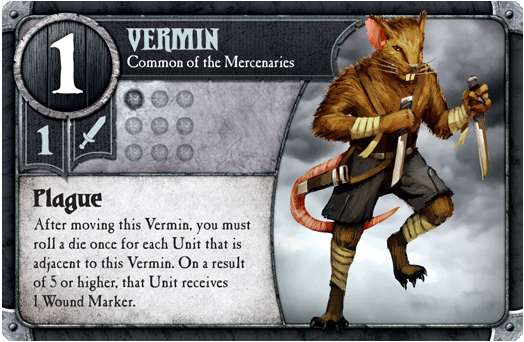 1
VERMIN
Common of the Mercenaries
1
Plague
After moving this Vermin, you must
roll a die once for each Unit that is
adjacent to this Vermin. On a result
of 5 or higher, that Unit receives
1 Wound Marker.